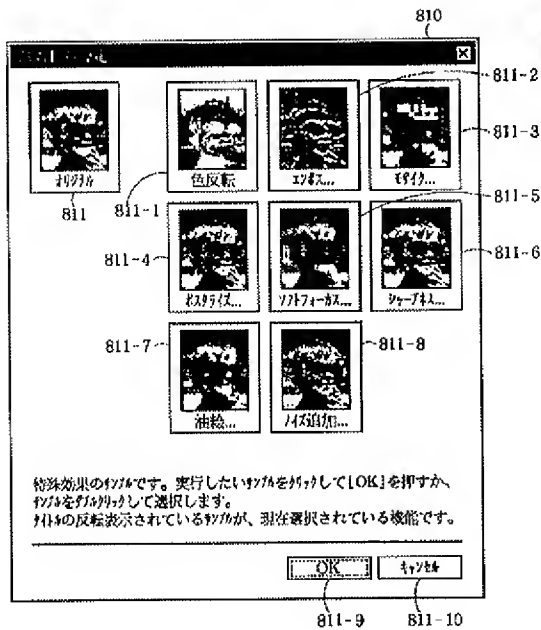 810
811-2
811-3
オリジナル
色反転
エンボス...
モザイク...
811
811-1
811-5
811-4
811-6
ポスタライズ...
ソフトフォーカス...
シャープネス...
811-7
811-8
油絵...
ノイズ追加...
特殊効果のサンプルです。実行したいサンプルをクリックして[OK]を押すか、
サンプルをダブルクリックして選択します。
タイトルの反転表示されているサンプルが、現在選択されている機能です。
OK
キャンセル
811-9
811-10